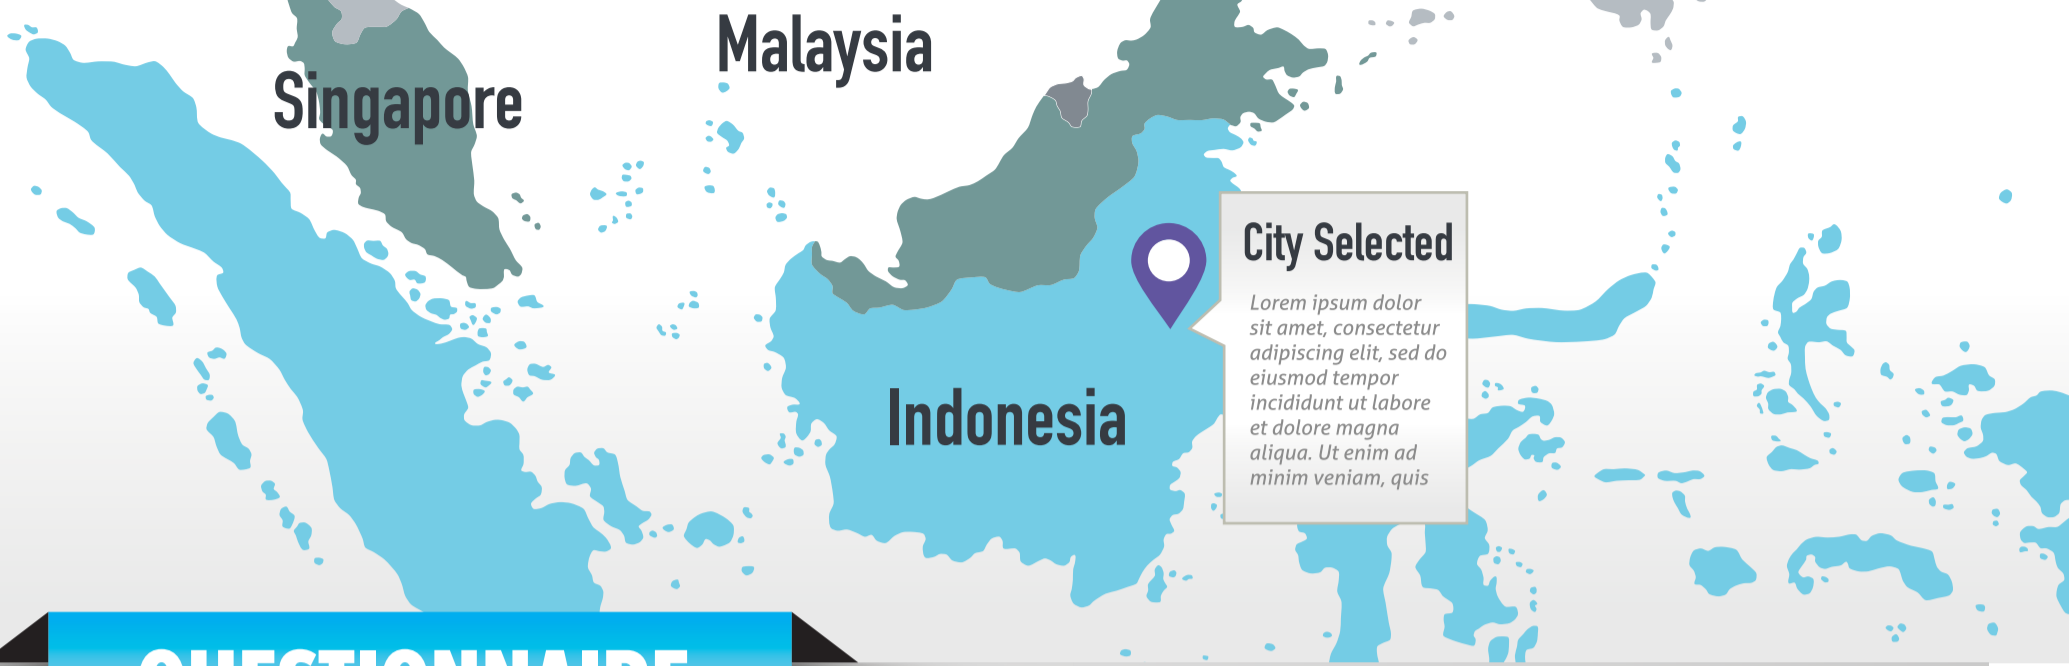 Malaysia
Singapore
City Selected
Lorem ipsum dolor
sit amet, consectetur
adipiscing elit, sed do
eiusmod tempor
incididunt ut labore
et dolore magna
aliqua. Ut enim ad
minim veniam, quis
Indonesia
QUESTIONNAIRE